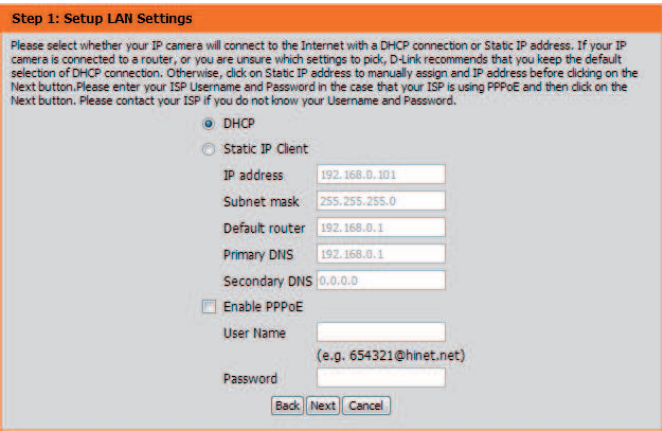 Step 1: Setup LAN Settings
Please select whether your IP camera will connect to the Internet with a DHCP connection or Static IP address. If your IP
camera is connected to a router, or you are unsure which settings to pick, D-Link recommends that you keep the default
selection of DHCP connection. Otherwise, click on Static IP address to manually assign and IP address before clicking on the
Next button.Please enter your ISP Username and Password in the case that your ISP is using PPPoE and then click on the
Next button. Please contact your ISP if you do not know your Username and Password.
DHCP
Static IP Client
IP address 192.168.0.101
Subnet mask 255.255.255.0
Default router 192.168.0.1
Primary DNS 192.168.0.1
Secondary DNS 0.0.0.0
Enable PPPoE
User Name
(e.g. 654321@hinet.net)
Password
Back Next Cancel